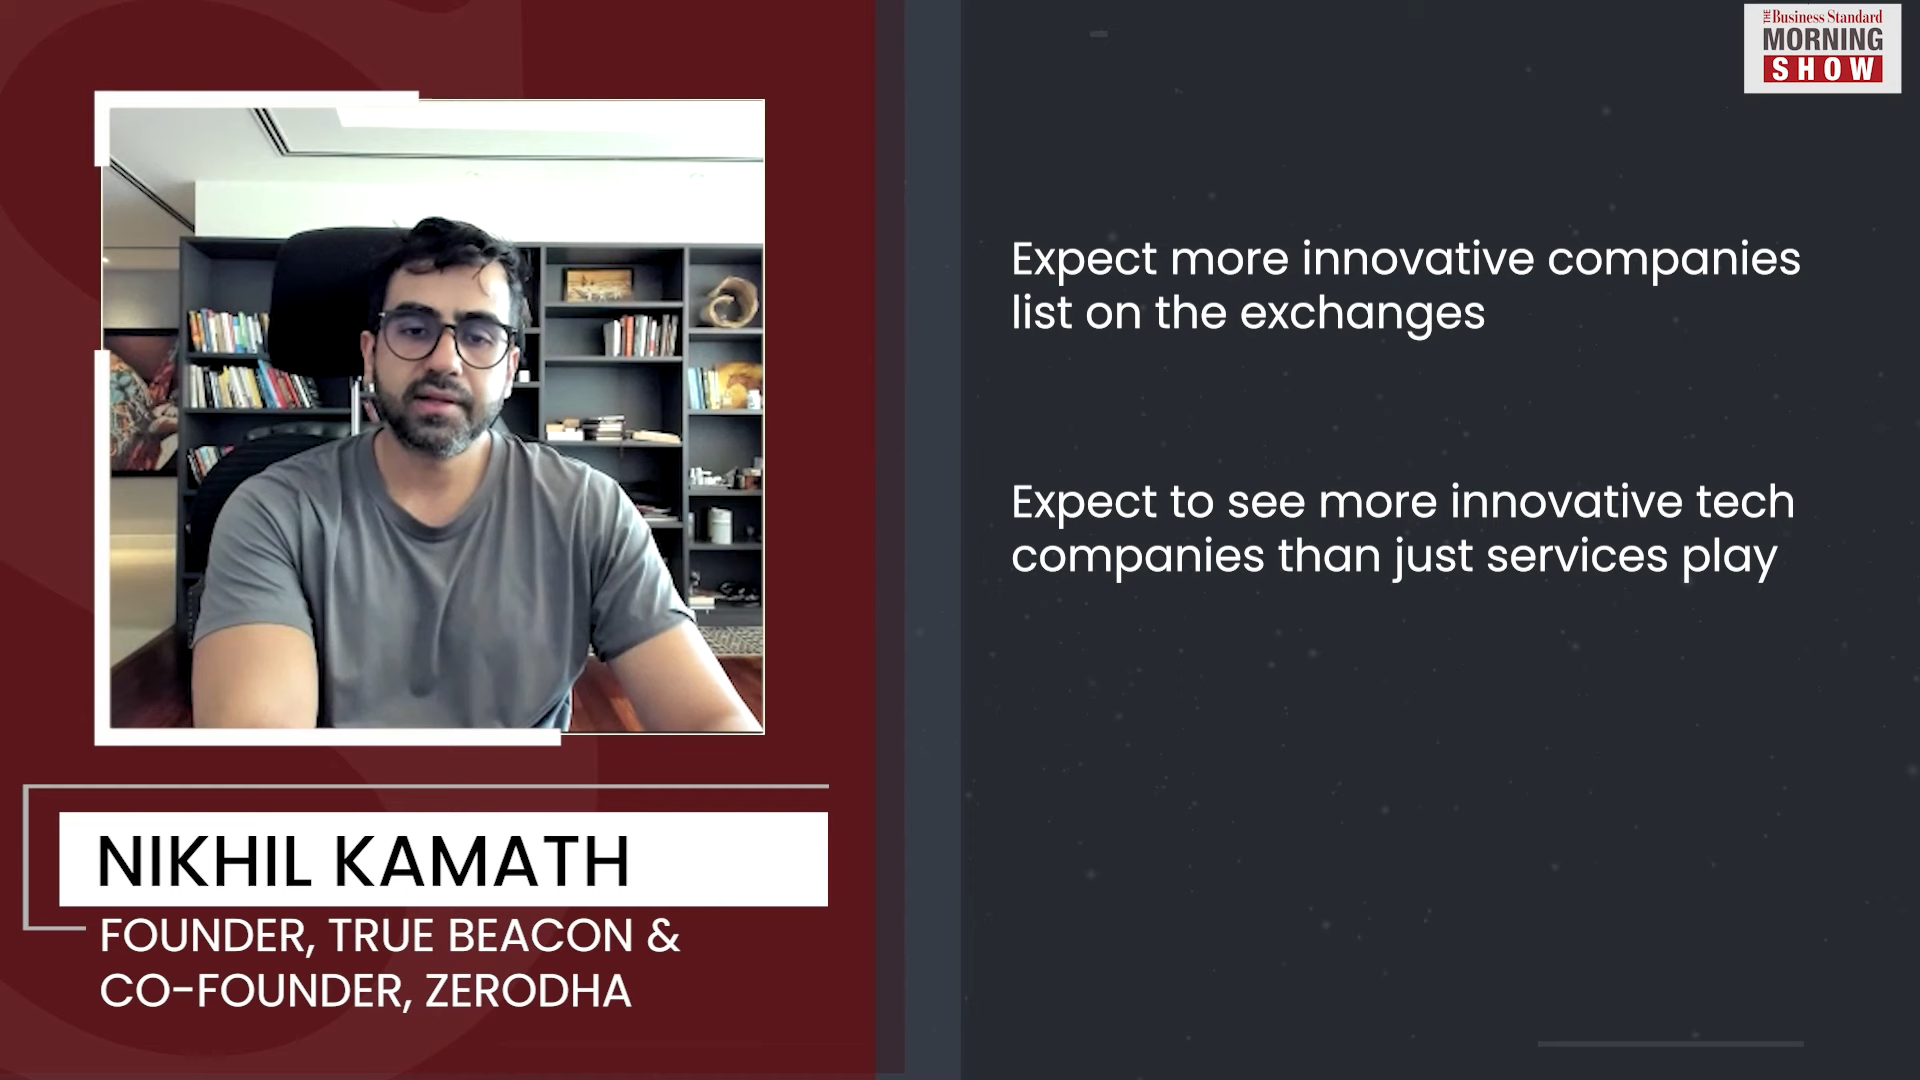 THE Business Standard
MORNING
SHOW
Expect more innovative companies
list on the exchanges
Expect to see more innovative tech
companies than just services play
NIKHIL KAMATH
FOUNDER, TRUE BEACON &
CO-FOUNDER, ZERODHA